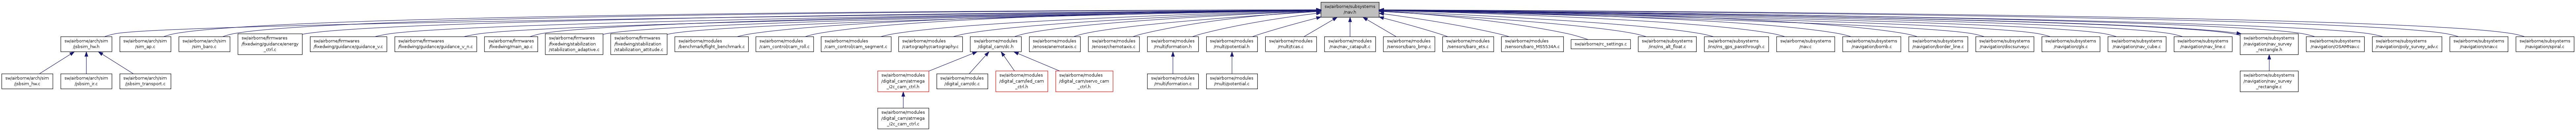 sw/airborne/subsystems
/nav.h
sw/airborne/arch/sim
/jsbsim_hw.h
sw/airborne/arch/sim
/sim_ap.c
sw/airborne/arch/sim
/sim_baro.c
sw/airborne/firmwares
/fixedwing/guidance/energy
_ctrl.c
sw/airborne/firmwares
/fixedwing/guidance/guidance_v.c
sw/airborne/firmwares
/fixedwing/guidance/guidance_v_n.c
sw/airborne/firmwares
/fixedwing/main_ap.c
sw/airborne/firmwares
/fixedwing/stabilization
/stabilization_adaptive.c
sw/airborne/firmwares
/fixedwing/stabilization
/stabilization_attitude.c
sw/airborne/modules
/benchmark/flight_benchmark.c
sw/airborne/modules
/cam_control/cam_roll.c
sw/airborne/modules
/cam_control/cam_segment.c
sw/airborne/modules
/cartography/cartography.c
sw/airborne/modules
/digital_cam/dc.h
sw/airborne/modules
/enose/anemotaxis.c
sw/airborne/modules
/enose/chemotaxis.c
sw/airborne/modules
/multi/formation.h
sw/airborne/modules
/multi/potential.h
sw/airborne/modules
/multi/tcas.c
sw/airborne/modules
/nav/nav_catapult.c
sw/airborne/modules
/sensors/baro_bmp.c
sw/airborne/modules
/sensors/baro_ets.c
sw/airborne/modules
/sensors/baro_MS5534A.c
sw/airborne/rc_settings.c
sw/airborne/subsystems
/ins/ins_alt_float.c
sw/airborne/subsystems
/ins/ins_gps_passthrough.c
sw/airborne/subsystems
/nav.c
sw/airborne/subsystems
/navigation/bomb.c
sw/airborne/subsystems
/navigation/border_line.c
sw/airborne/subsystems
/navigation/discsurvey.c
sw/airborne/subsystems
/navigation/gls.c
sw/airborne/subsystems
/navigation/nav_cube.c
sw/airborne/subsystems
/navigation/nav_line.c
sw/airborne/subsystems
/navigation/nav_survey
_rectangle.h
sw/airborne/subsystems
/navigation/OSAMNav.c
sw/airborne/subsystems
/navigation/poly_survey_adv.c
sw/airborne/subsystems
/navigation/snav.c
sw/airborne/subsystems
/navigation/spiral.c
sw/airborne/arch/sim
/jsbsim_hw.c
sw/airborne/arch/sim
/jsbsim_ir.c
sw/airborne/arch/sim
/jsbsim_transport.c
sw/airborne/modules
/digital_cam/atmega
_i2c_cam_ctrl.h
sw/airborne/modules
/digital_cam/dc.c
sw/airborne/modules
/digital_cam/led_cam
_ctrl.h
sw/airborne/modules
/digital_cam/servo_cam
_ctrl.h
sw/airborne/modules
/multi/formation.c
sw/airborne/modules
/multi/potential.c
sw/airborne/subsystems
/navigation/nav_survey
_rectangle.c
sw/airborne/modules
/digital_cam/atmega
_i2c_cam_ctrl.c